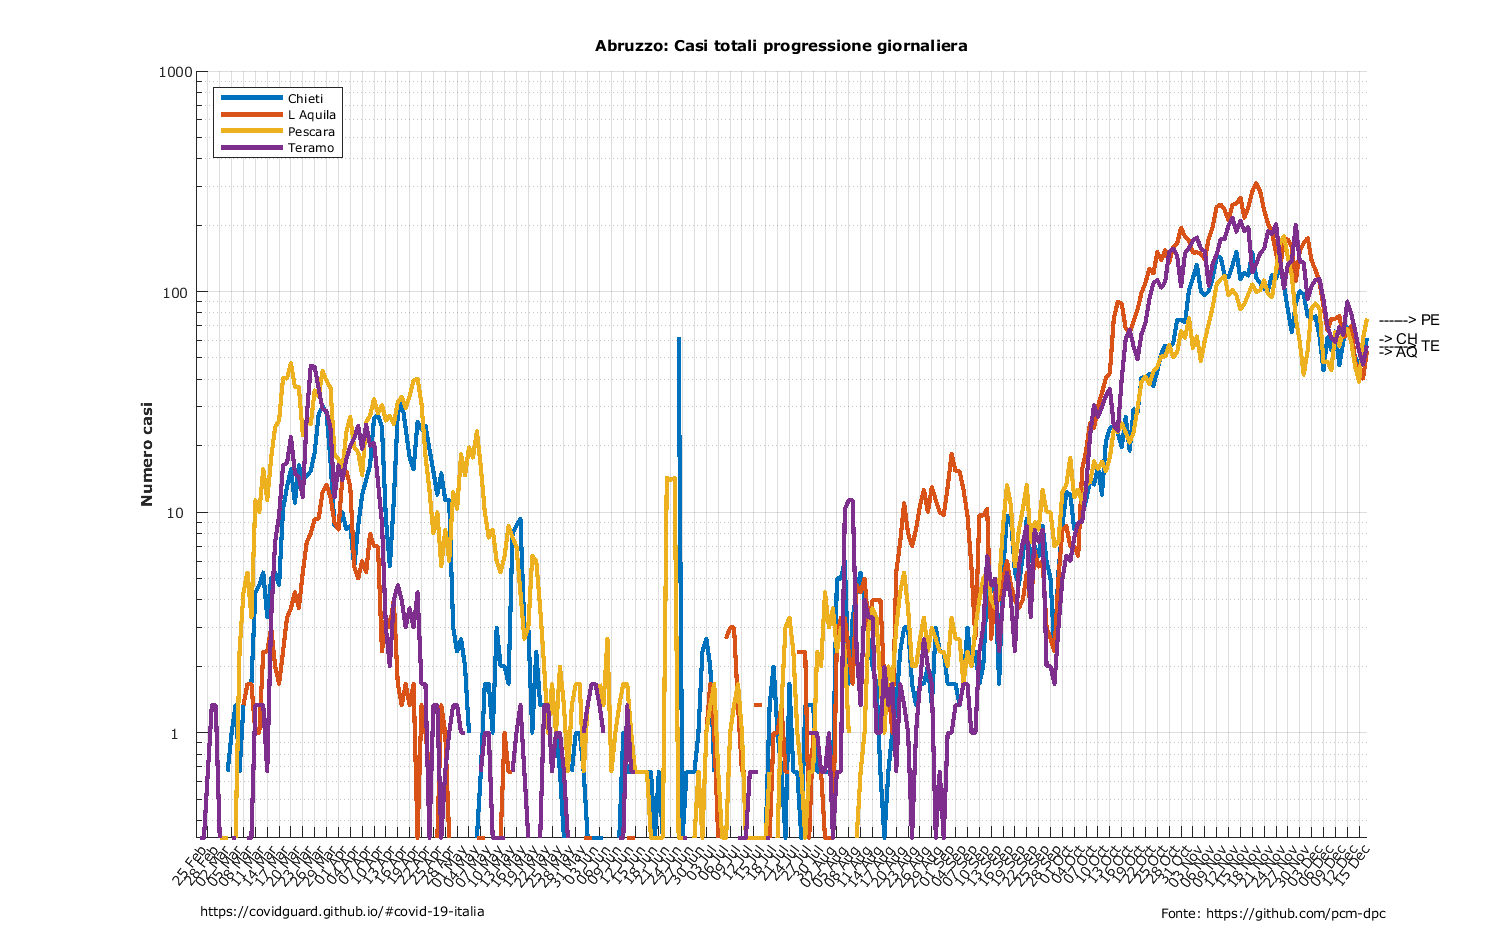 Abruzzo: Casi totali progressione giornaliera
1000
100
10
1
Numero casi
Chieti
L Aquila
Pescara
Teramo
------> PE
-> CH
------> TE
-> AQ
25 Feb
28 Feb
02 Mar
05 Mar
08 Mar
11 Mar
14 Mar
17 Mar
20 Mar
23 Mar
26 Mar
29 Mar
01 Apr
04 Apr
07 Apr
10 Apr
13 Apr
16 Apr
19 Apr
22 Apr
25 Apr
28 Apr
01 May
04 May
07 May
10 May
13 May
16 May
19 May
22 May
25 May
28 May
31 May
03 Jun
06 Jun
09 Jun
12 Jun
15 Jun
18 Jun
21 Jun
24 Jun
27 Jun
30 Jun
03 Jul
06 Jul
09 Jul
12 Jul
15 Jul
18 Jul
21 Jul
24 Jul
27 Jul
30 Jul
02 Aug
05 Aug
08 Aug
11 Aug
14 Aug
17 Aug
20 Aug
23 Aug
26 Aug
29 Aug
01 Sep
04 Sep
07 Sep
10 Sep
13 Sep
16 Sep
19 Sep
22 Sep
25 Sep
28 Sep
01 Oct
04 Oct
07 Oct
10 Oct
13 Oct
16 Oct
19 Oct
22 Oct
25 Oct
28 Oct
31 Oct
03 Nov
06 Nov
09 Nov
12 Nov
15 Nov
18 Nov
21 Nov
24 Nov
27 Nov
30 Nov
03 Dec
06 Dec
09 Dec
12 Dec
15 Dec
https://covidguard.github.io/#covid-19-italia
Fonte: https://github.com/pcm-dpc